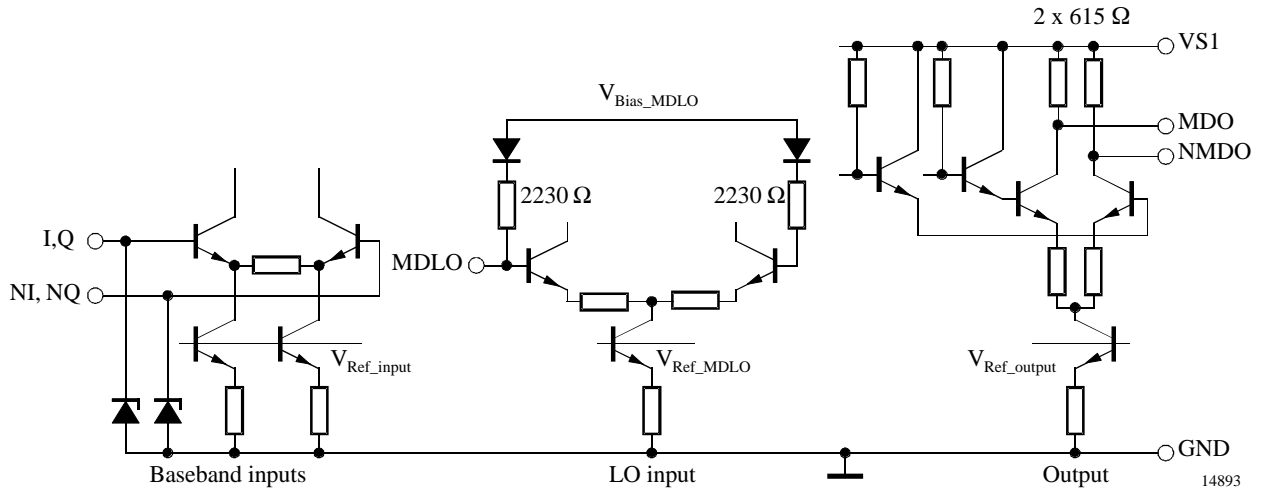 2 x 615 Ω
VS1
V_Bias_MDLO
MDO
NMDO
2230 Ω
2230 Ω
I,Q
MDLO
NI, NQ
V_Ref_input
V_Ref_MDLO
V_Ref_output
GND
Baseband inputs
LO input
Output
14893